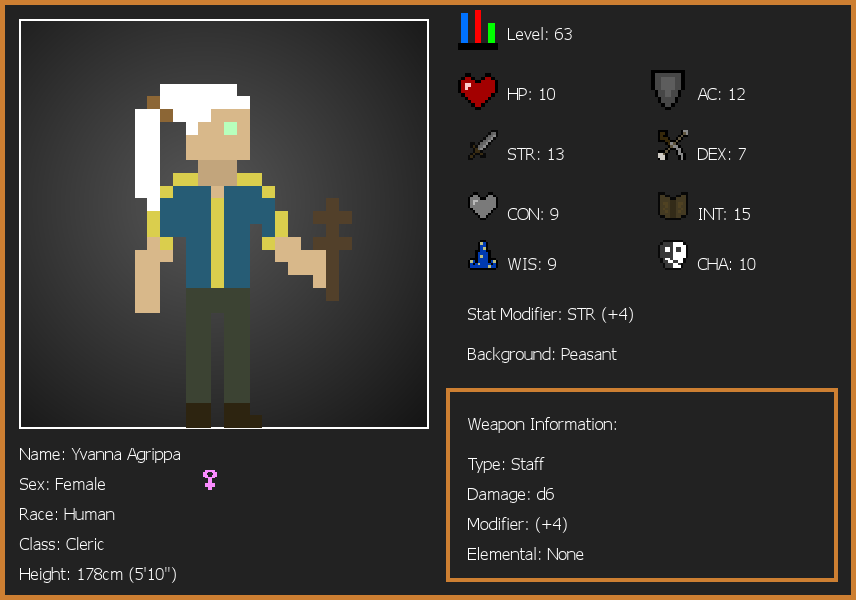 Level: 63
HP: 10
AC: 12
STR: 13
DEX: 7
CON: 9
INT: 15
WIS: 9
CHA: 10
Stat Modifier: STR (+4)
Background: Peasant
Weapon Information:
Type: Staff
Damage: d6
Modifier: (+4)
Elemental: None
Name: Yvanna Agrippa
Sex: Female
Race: Human
Class: Cleric
Height: 178cm (5'10")